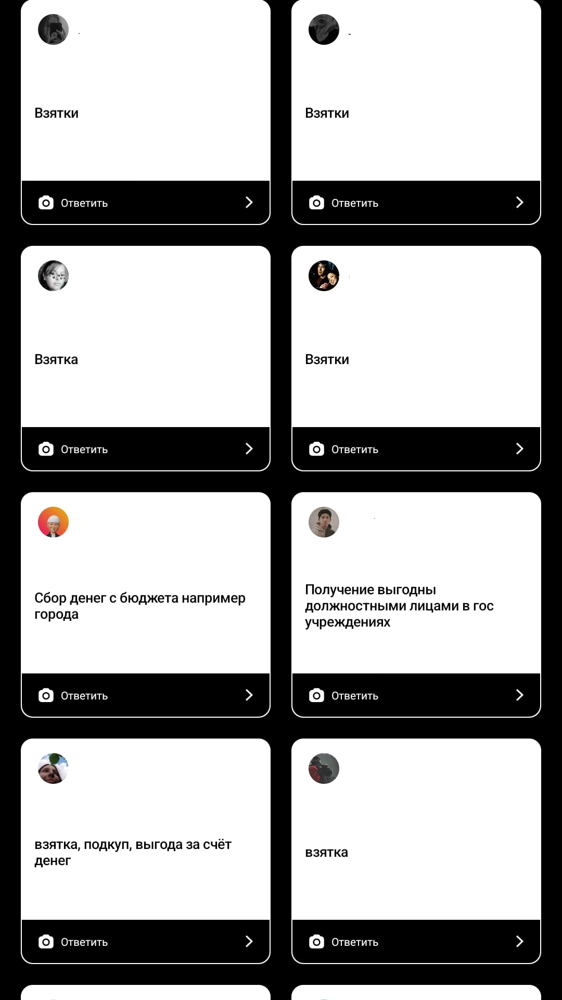 Взятки
Взятки
Ответить
Ответить
Взятка
Взятки
Ответить
Ответить
Сбор денег с бюджета например
города
Получение выгодны
должностными лицами в гос
учреждениях
Ответить
Ответить
взятка, подкуп, выгода за счёт
денег
взятка
Ответить
Ответить